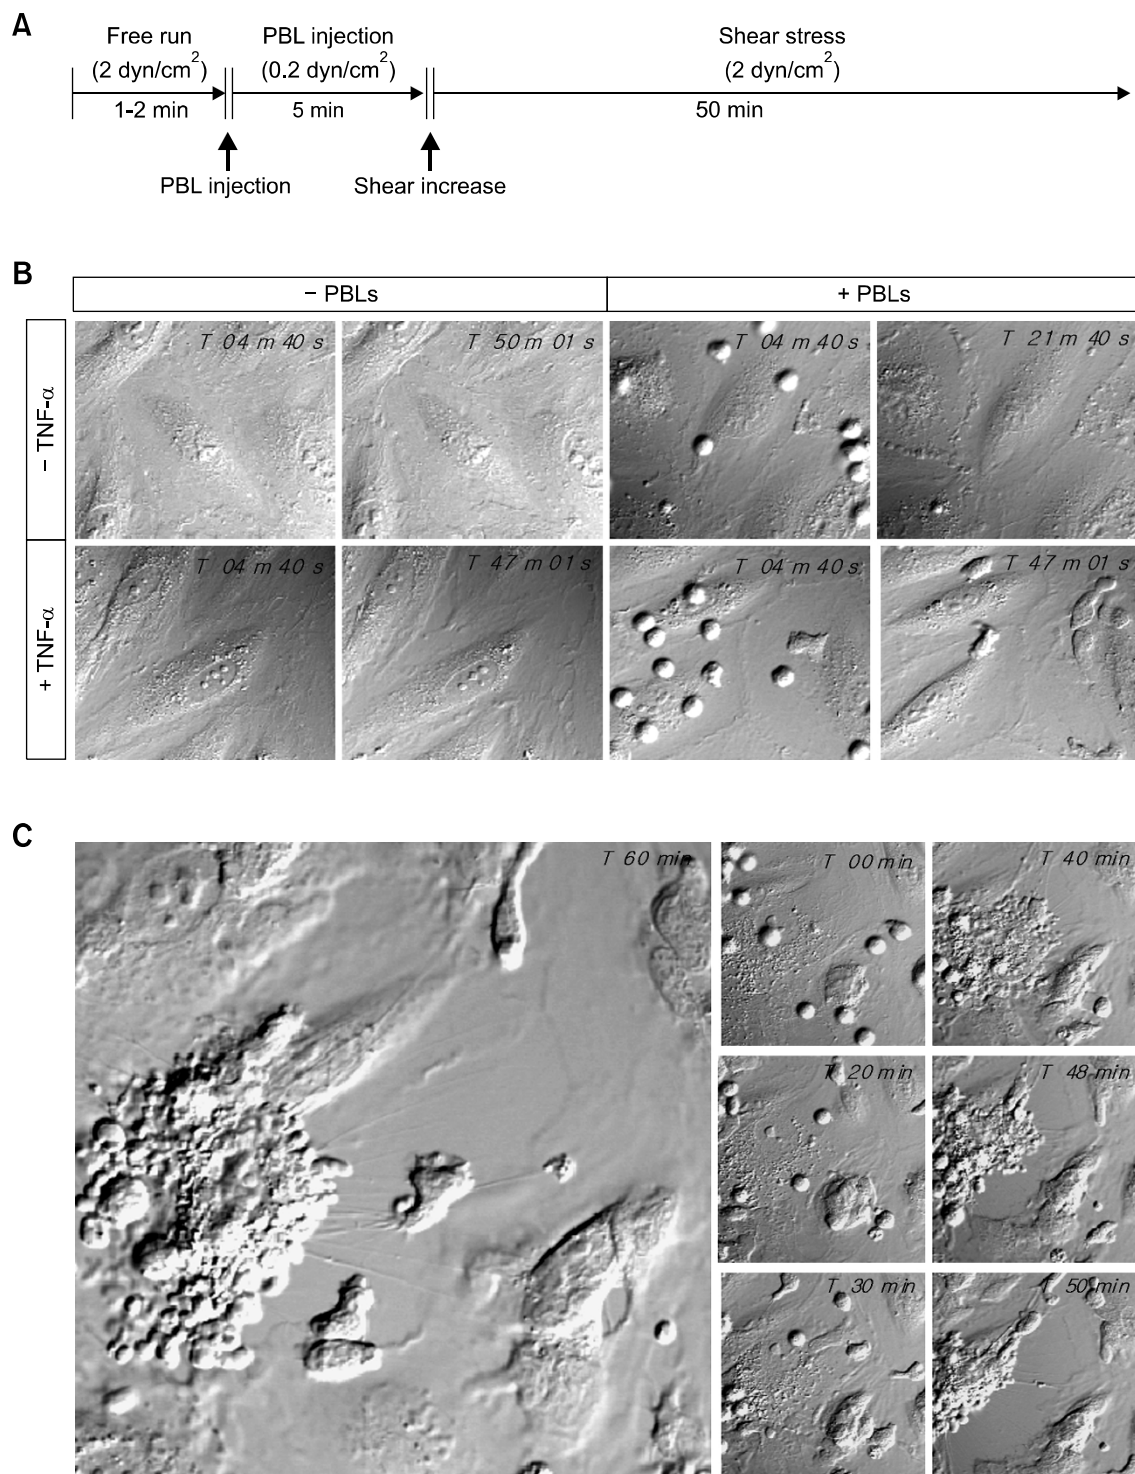 A
Free run
(2 dyn/cm²)
1-2 min
PBL injection
(0.2 dyn/cm²)
5 min
Shear stress
(2 dyn/cm²)
50 min
PBL injection
Shear increase
B
− PBLs
+ PBLs
− TNF-α
T 04 m 40 s
T 50 m 01 s
T 04 m 40 s
T 21 m 40 s
+ TNF-α
T 04 m 40 s
T 47 m 01 s
T 04 m 40 s
T 47 m 01 s
C
T 60 min
T 00 min
T 40 min
T 20 min
T 48 min
T 30 min
T 50 min